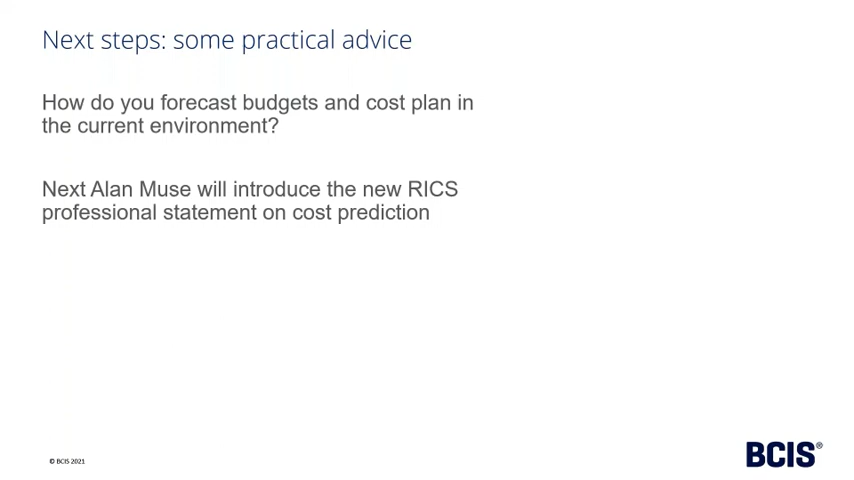 Next steps: some practical advice
How do you forecast budgets and cost plan in
the current environment?
Next Alan Muse will introduce the new RICS
professional statement on cost prediction
© BCIS 2021
BCIS®